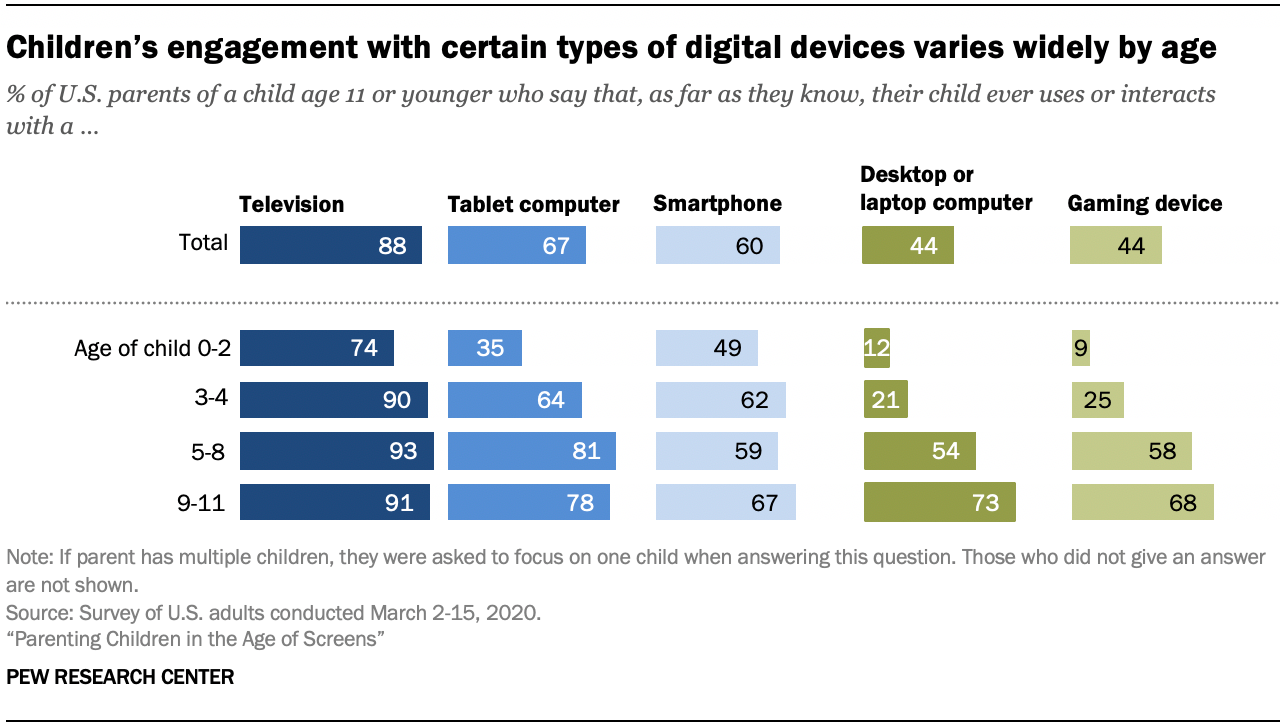 Children’s engagement with certain types of digital devices varies widely by age
% of U.S. parents of a child age 11 or younger who say that, as far as they know, their child ever uses or interacts
with a ...
Television Tablet computer Smartphone Desktop or
laptop computer Gaming device
Total 88 67 60 44 44
Age of child 0-2 74 35 49 12 9
3-4 90 64 62 21 25
5-8 93 81 59 54 58
9-11 91 78 67 73 68
Note: If parent has multiple children, they were asked to focus on one child when answering this question. Those who did not give an answer
are not shown.
Source: Survey of U.S. adults conducted March 2-15, 2020.
“Parenting Children in the Age of Screens”
PEW RESEARCH CENTER